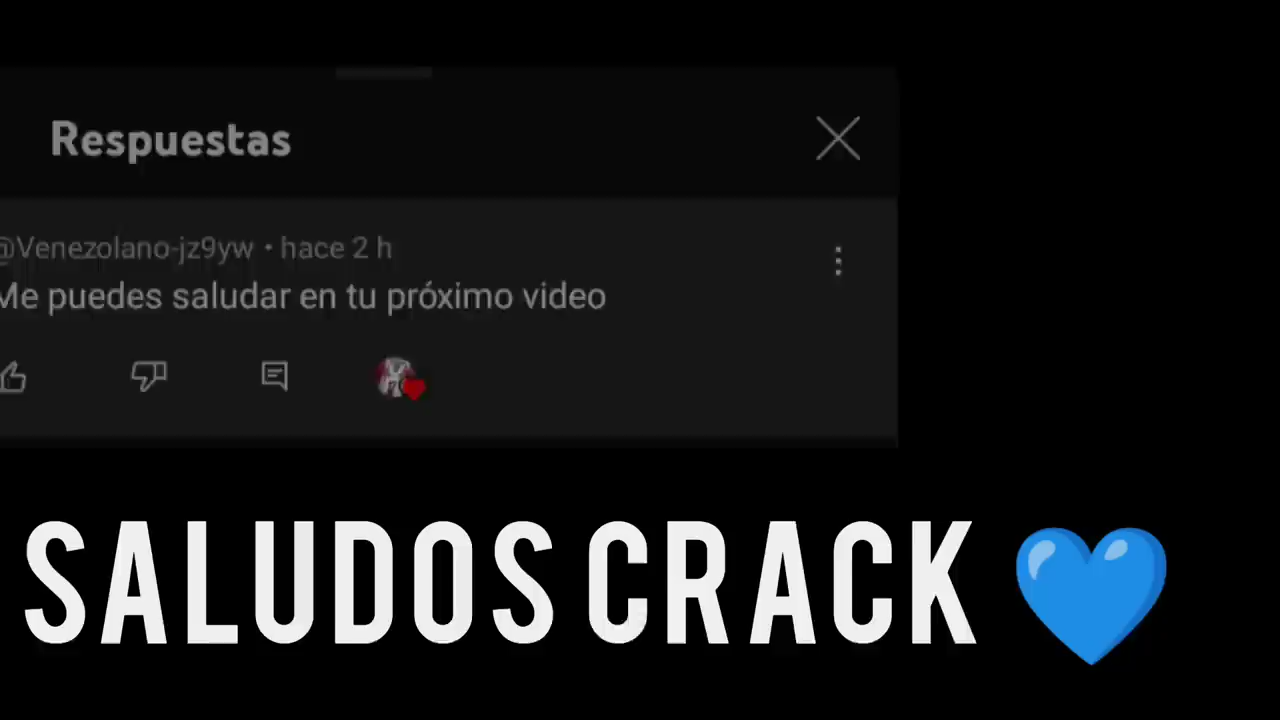 Respuestas
@Venezolano-jz9yw • hace 2 h
Me puedes saludar en tu próximo video
SALUDOS CRACK 💙